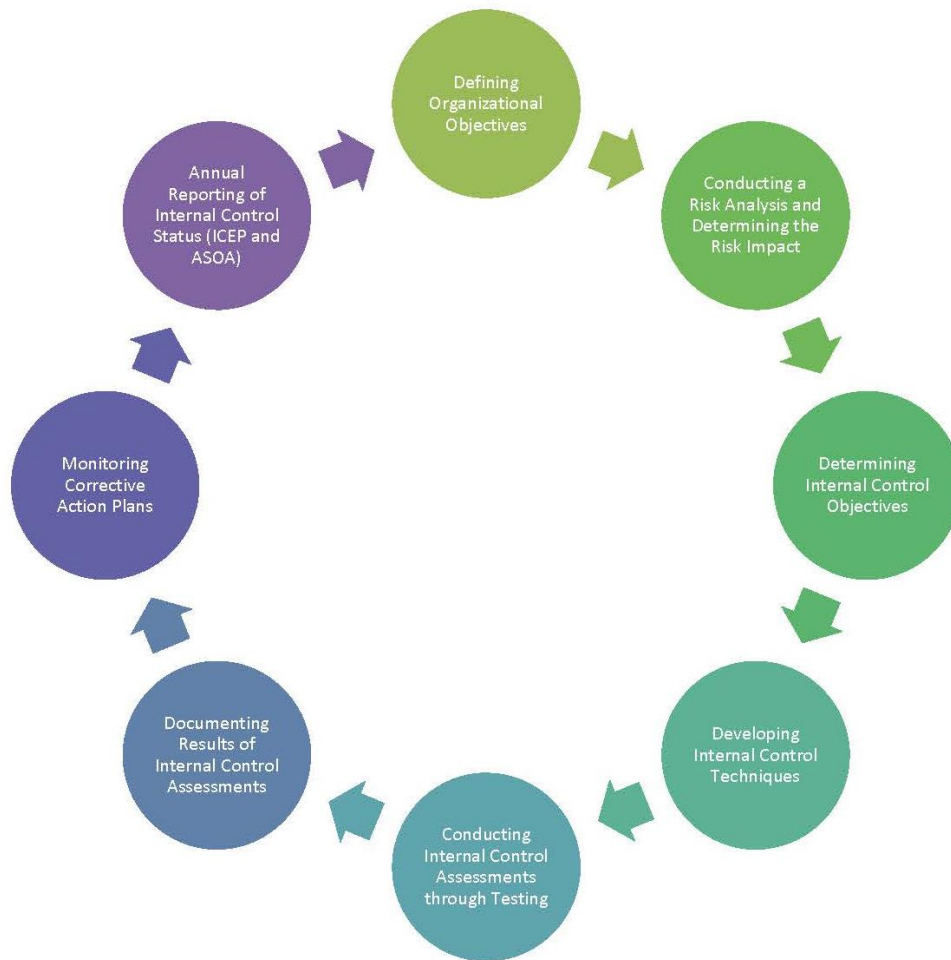 Defining
Organizational
Objectives
Conducting a
Risk Analysis and
Determining the
Risk Impact
Determining
Internal Control
Objectives
Developing
Internal Control
Techniques
Conducting
Internal Control
Assessments
through Testing
Documenting
Results of
Internal Control
Assessments
Monitoring
Corrective
Action Plans
Annual
Reporting of
Internal Control
Status (ICEP and
ASOA)